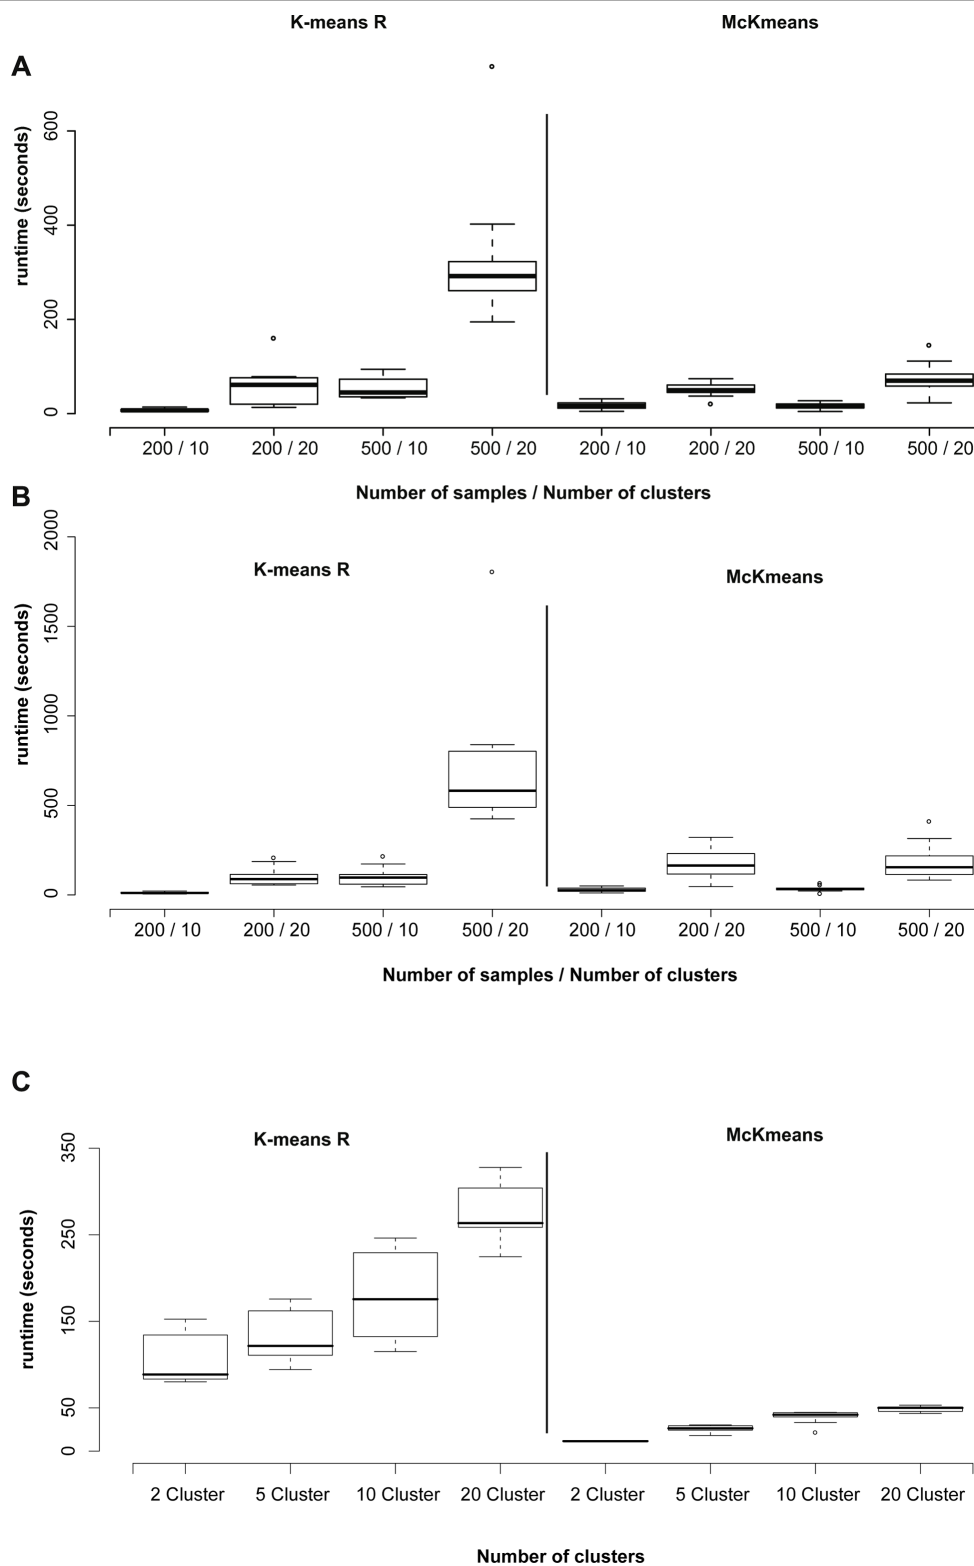 K-means R McKmeans
A
runtime (seconds)
600
400
200
0
200 / 10 200 / 20 500 / 10 500 / 20 200 / 10 200 / 20 500 / 10 500 / 20
Number of samples / Number of clusters
B
runtime (seconds)
2000
1500
1000
500
0
K-means R McKmeans
200 / 10 200 / 20 500 / 10 500 / 20 200 / 10 200 / 20 500 / 10 500 / 20
Number of samples / Number of clusters
C
K-means R McKmeans
runtime (seconds)
350
250
150
50
0
2 Cluster 5 Cluster 10 Cluster 20 Cluster 2 Cluster 5 Cluster 10 Cluster 20 Cluster
Number of clusters